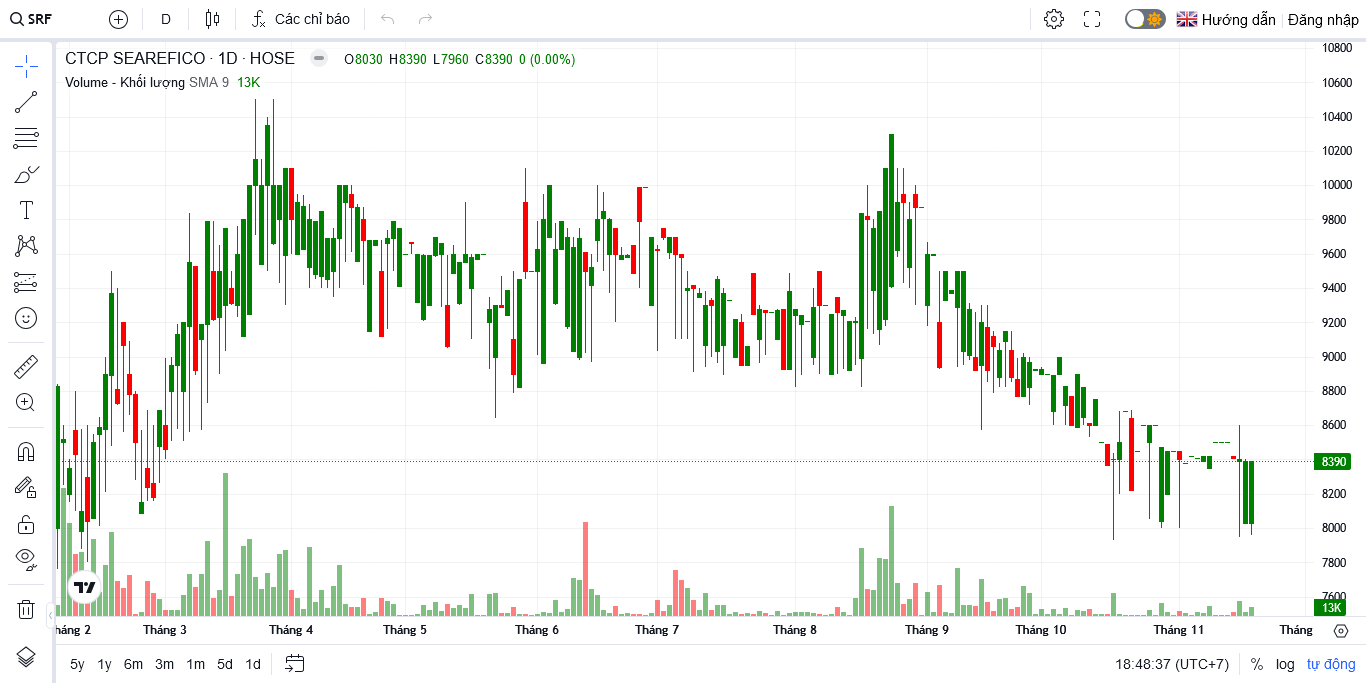 SRF D Các chỉ báo Hướng dẫn Đăng nhập
CTCP SEAREFICO · 1D · HOSE O8030 H8390 L7960 C8390 0 (0.00%)
Volume - Khối lượng SMA 9 13K
10800
10600
10400
10200
10000
9800
9600
9400
9200
9000
8800
8600
8390
8200
8000
7800
7600
13K
háng 2 Tháng 3 Tháng 4 Tháng 5 Tháng 6 Tháng 7 Tháng 8 Tháng 9 Tháng 10 Tháng 11 Tháng
5y 1y 6m 3m 1m 5d 1d 18:48:37 (UTC+7) % log tự động